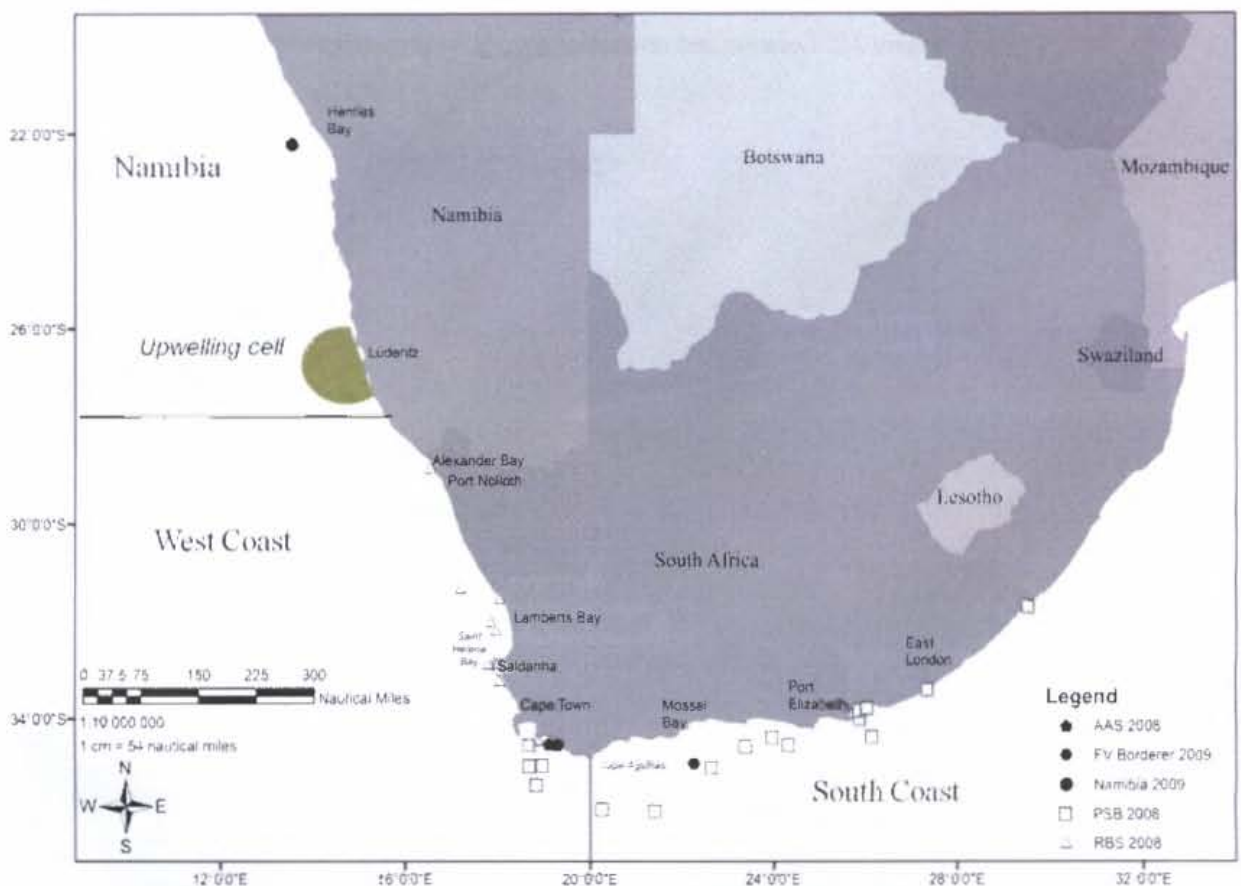 22°0'0"S
26°0'0"S
30°0'0"S
34°0'0"S
Henties
Bay
Namibia
Namibia
Botswana
Mozambique
Upwelling cell
Lüderitz
Swaziland
Alexander Bay
Port Nolloth
Lesotho
West Coast
South Africa
Lamberts Bay
Saint
Helena
Bay
Saldanha
East
London
0 37.5 75 150 225 300
Nautical Miles
1:10 000 000
1 cm = 54 nautical miles
Cape Town
Mossel
Bay
Port
Elizabeth
Cape Agulhas
South Coast
N
W
E
S
Legend
AAS 2008
FV Borderer 2009
Namibia 2009
PSB 2008
RBS 2008
12°0'0"E
16°0'0"E
20°0'0"E
24°0'0"E
28°0'0"E
32°0'0"E